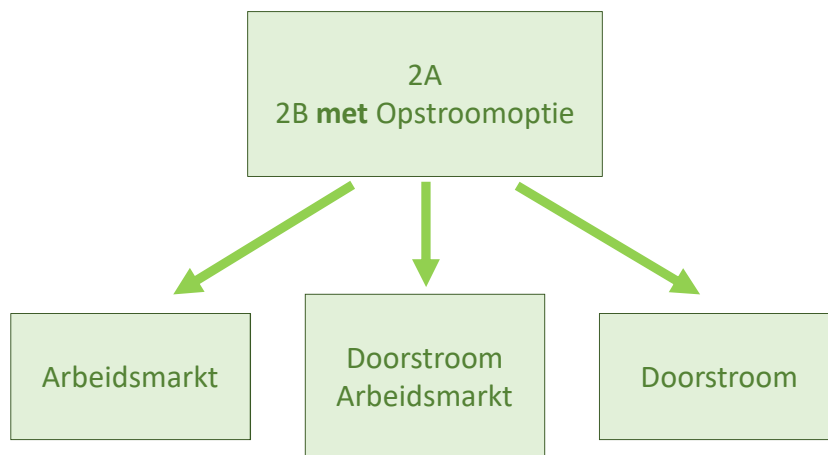 2A
2B met Opstroomoptie
Arbeidsmarkt
Doorstroom
Arbeidsmarkt
Doorstroom